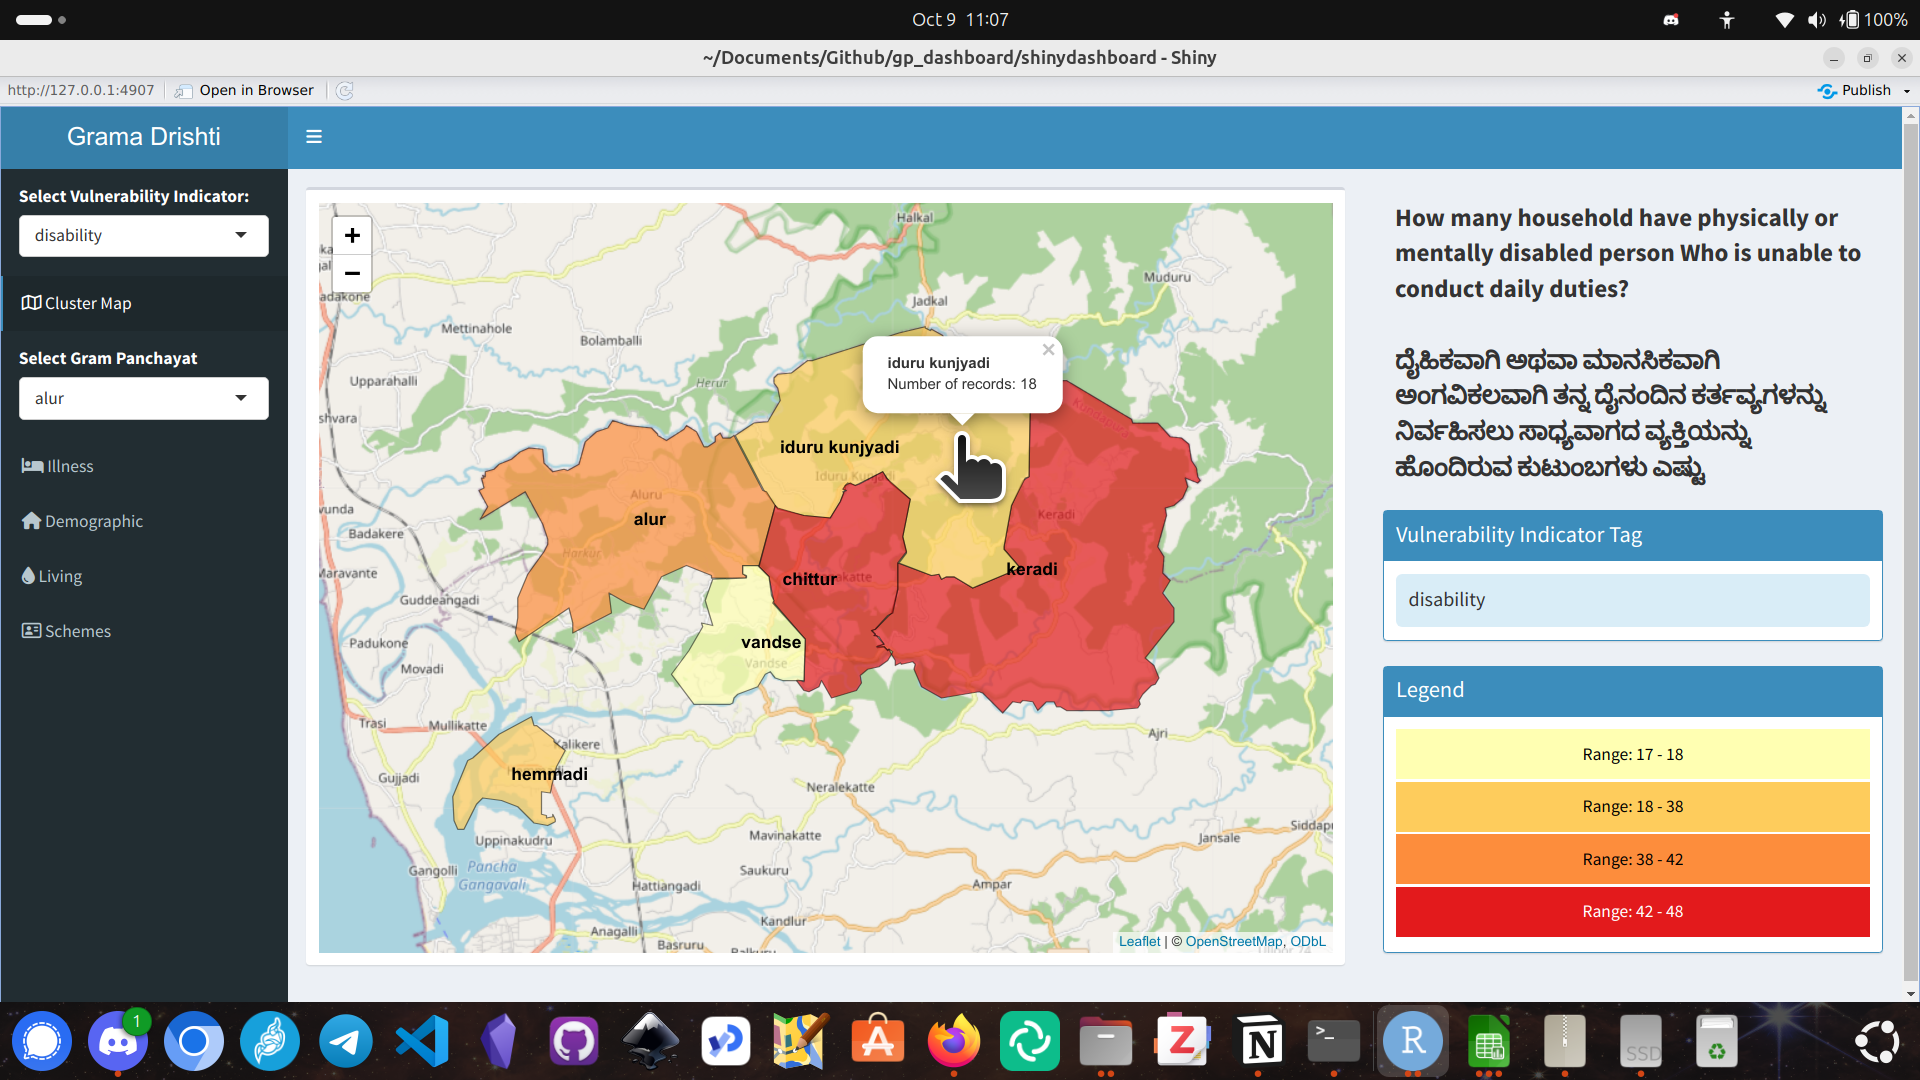 Oct 9 11:07
100%
~/Documents/Github/gp_dashboard/shinydashboard - Shiny
http://127.0.0.1:4907
Open in Browser
Publish
Grama Drishti
Select Vulnerability Indicator:
disability
Cluster Map
Select Gram Panchayat
alur
Illness
Demographic
Living
Schemes
+
−
Halkal
Muduru
Jadkal
Mettinahole
Bolamballi
Upparahalli
Herur
iduru kunjyadi
Number of records: 18
×
iduru kunjyadi
Aluru
alur
Harkur
Badakere
Keradi
keradi
chittur
Guddeangadi
vandse
Vandse
Padukone
Movadi
Trasi
Mullikatte
Kalikere
Ajri
hemmadi
Gujjadi
Neralekatte
Uppinakudru
Mavinakatte
Jansale
Gangolli
Pancha
Gangavali
Saukuru
Hattiangadi
Ampar
Kandlur
Anagalli
Basruru
Leaflet | © OpenStreetMap, ODbL
How many household have physically or
mentally disabled person Who is unable to
conduct daily duties?
ದೈಹಿಕವಾಗಿ ಅಥವಾ ಮಾನಸಿಕವಾಗಿ
ಅಂಗವಿಕಲವಾಗಿ ತನ್ನ ದೈನಂದಿನ ಕರ್ತವ್ಯಗಳನ್ನು
ನಿರ್ವಹಿಸಲು ಸಾಧ್ಯವಾಗದ ವ್ಯಕ್ತಿಯನ್ನು
ಹೊಂದಿರುವ ಕುಟುಂಬಗಳು ಎಷ್ಟು
Vulnerability Indicator Tag
disability
Legend
Range: 17 - 18
Range: 18 - 38
Range: 38 - 42
Range: 42 - 48
1
Z
N
>_
R
SSD